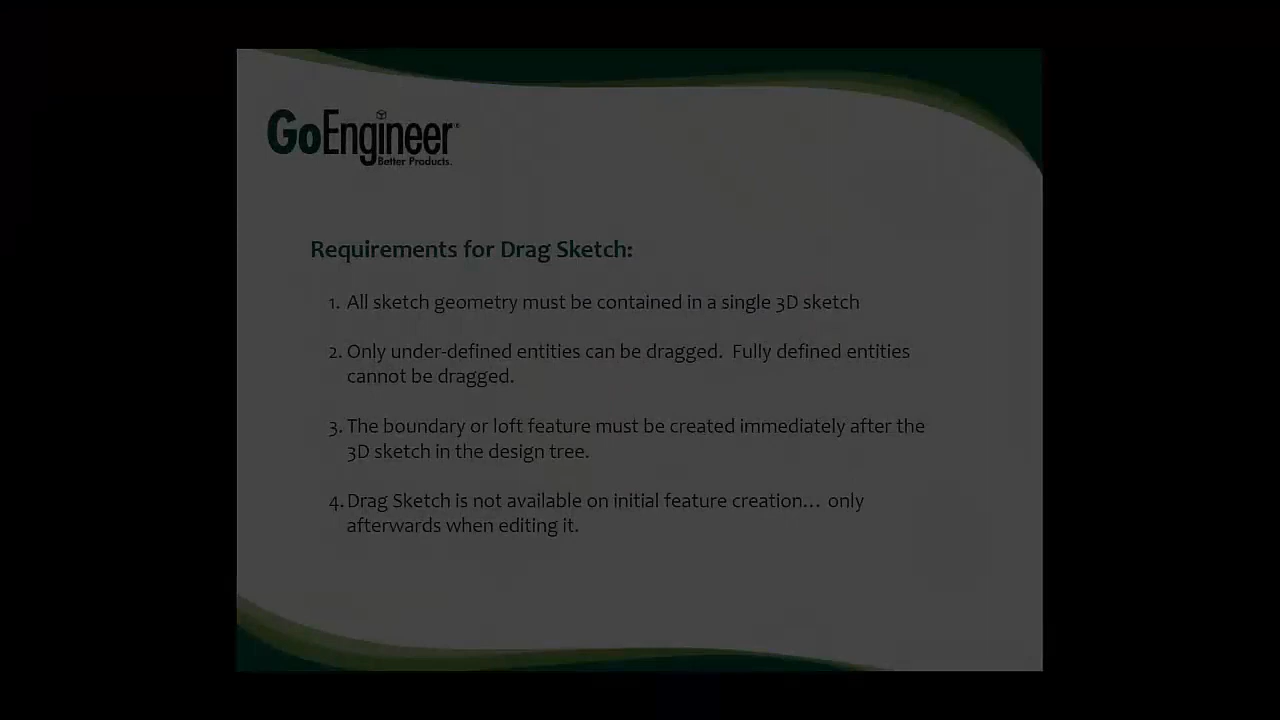 GoEngineer
Better Products.
Requirements for Drag Sketch:
1. All sketch geometry must be contained in a single 3D sketch
2. Only under-defined entities can be dragged.  Fully defined entities
cannot be dragged.
3. The boundary or loft feature must be created immediately after the
3D sketch in the design tree.
4. Drag Sketch is not available on initial feature creation... only
afterwards when editing it.